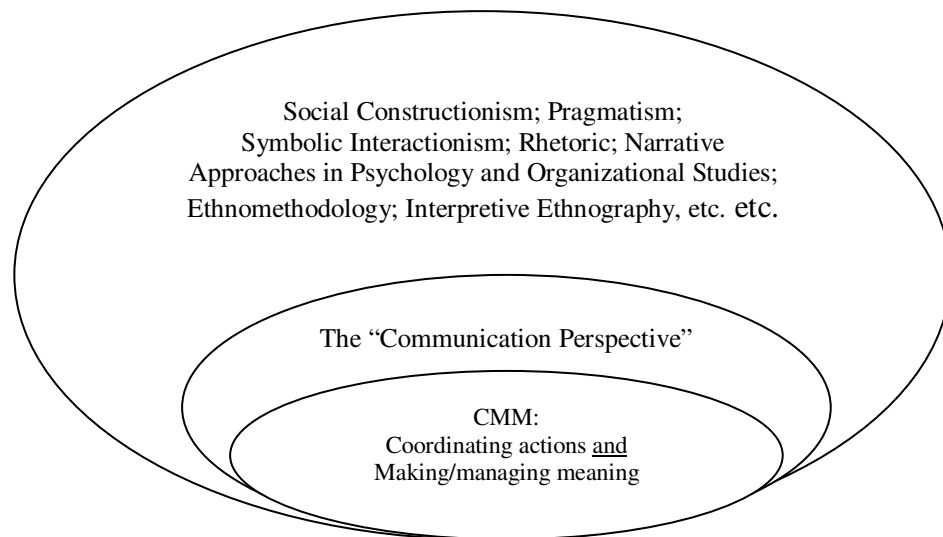 Social Constructionism; Pragmatism;
Symbolic Interactionism; Rhetoric; Narrative
Approaches in Psychology and Organizational Studies;
Ethnomethodology; Interpretive Ethnography, etc. etc.
The “Communication Perspective”
CMM:
Coordinating actions and
Making/managing meaning